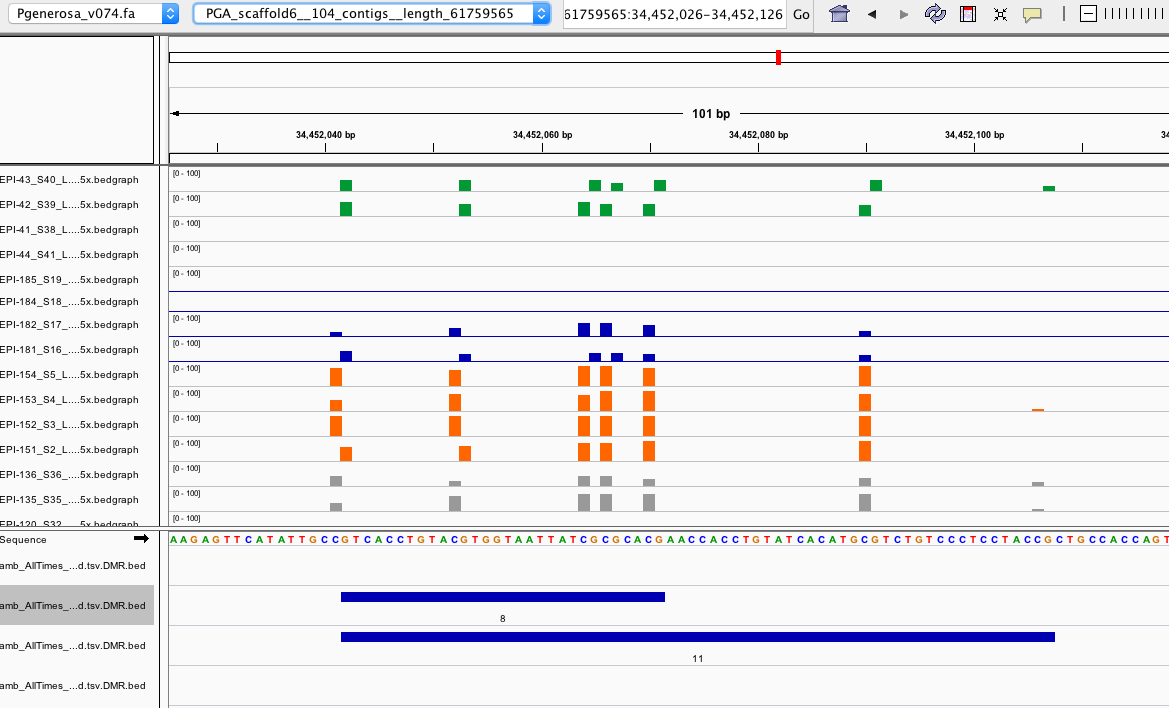 Pgenerosa_v074.fa PGA_scaffold6__104_contigs__length_61759565 61759565:34,452,026-34,452,126 Go
101 bp
34,452,040 bp 34,452,060 bp 34,452,080 bp 34,452,100 bp 34
EPI-43_S40_L....5x.bedgraph [0 - 100]
EPI-42_S39_L....5x.bedgraph [0 - 100]
EPI-41_S38_L....5x.bedgraph [0 - 100]
EPI-44_S41_L....5x.bedgraph [0 - 100]
EPI-185_S19_....5x.bedgraph [0 - 100]
EPI-184_S18_....5x.bedgraph
EPI-182_S17_....5x.bedgraph [0 - 100]
EPI-181_S16_....5x.bedgraph [0 - 100]
EPI-154_S5_L....5x.bedgraph [0 - 100]
EPI-153_S4_L....5x.bedgraph [0 - 100]
EPI-152_S3_L....5x.bedgraph [0 - 100]
EPI-151_S2_L....5x.bedgraph [0 - 100]
EPI-136_S36_....5x.bedgraph [0 - 100]
EPI-135_S35_....5x.bedgraph [0 - 100]
EPI-120_S32_....5x.bedgraph [0 - 100]
Sequence A A G A G T T C A T A T T G C C G T C A C C T G T A C G T G G T A A T T A T C G C G C A C G A A C C A C C T G T A T C A C A T G C G T C T G T C C C T C C T A C C G C T G C C A C C A G T
amb_AllTimes_...d.tsv.DMR.bed
amb_AllTimes_...d.tsv.DMR.bed
8
amb_AllTimes_...d.tsv.DMR.bed
11
amb_AllTimes_...d.tsv.DMR.bed